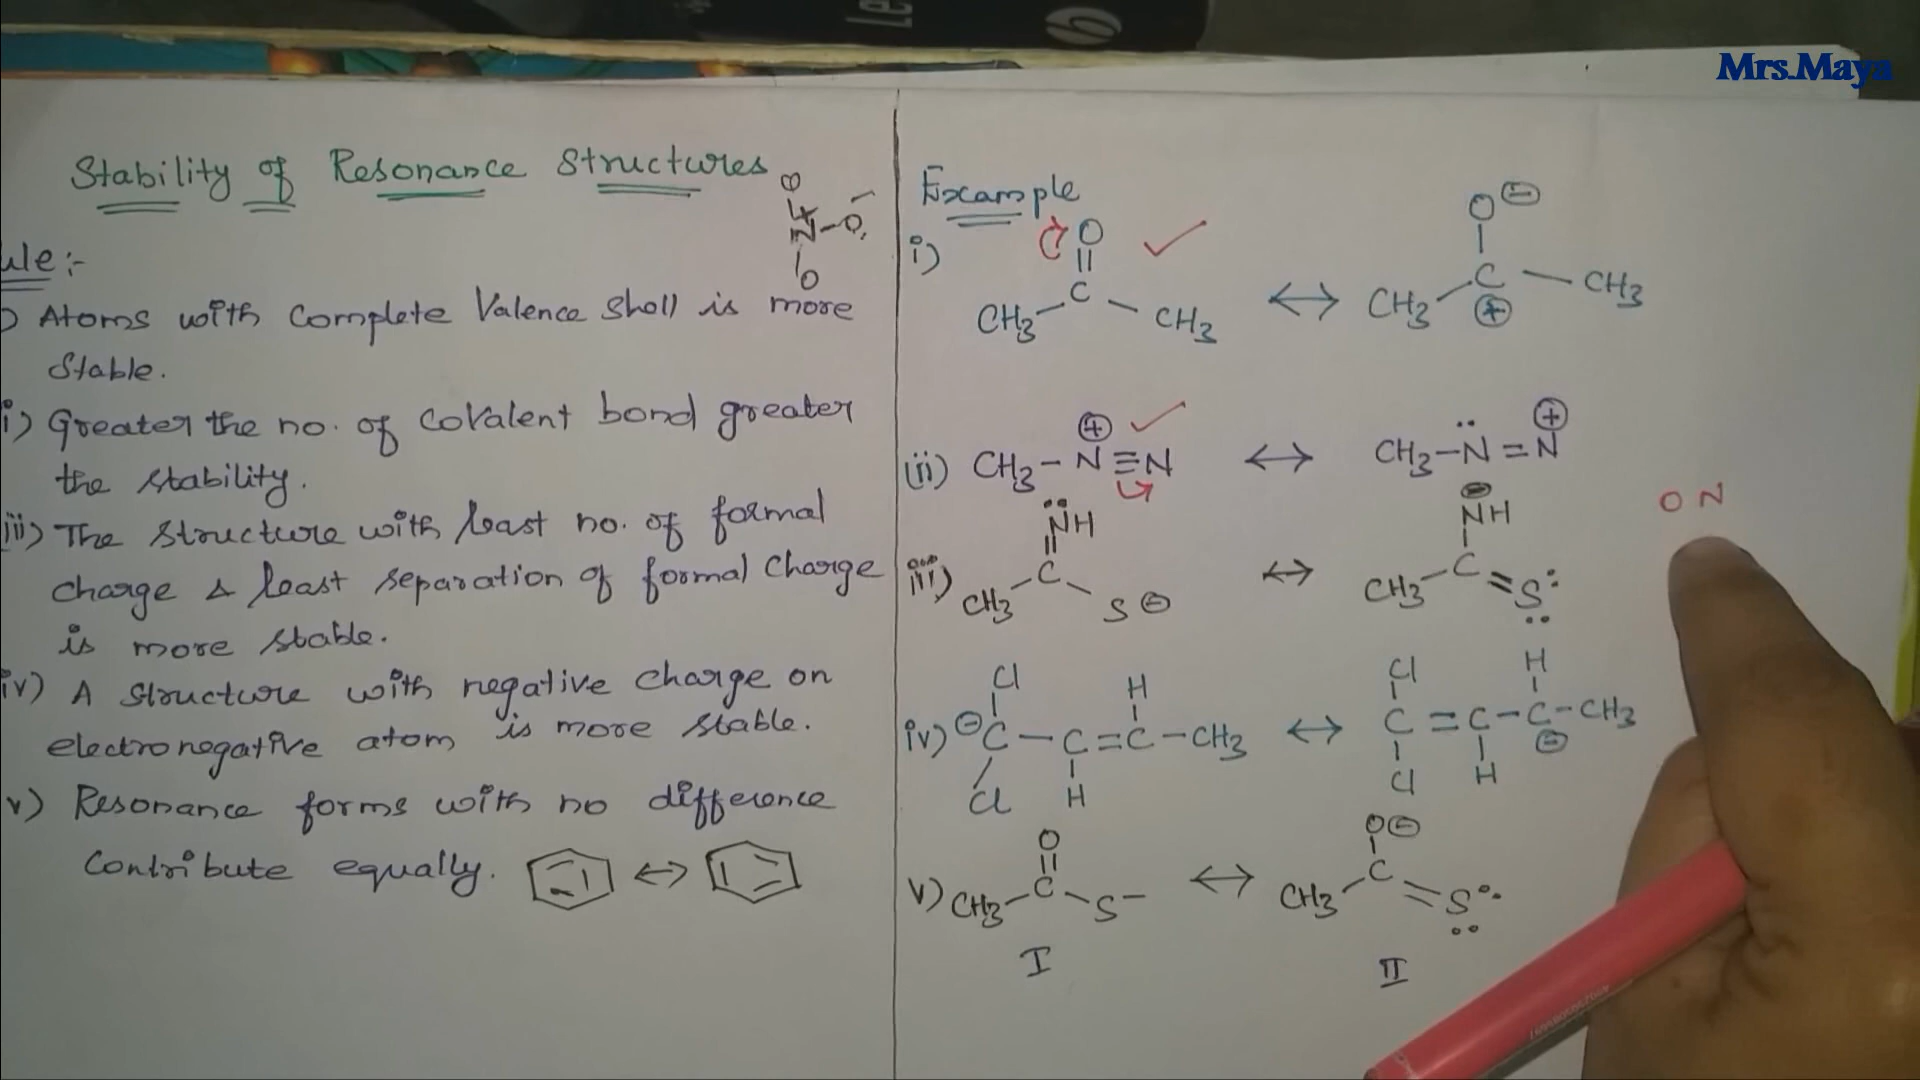 Mrs.Maya
Stability of Resonance Structures
ule:-
Atoms with Complete Valence Shell is more
Stable.
i) Greater the no. of Covalent bond greater
the stability.
iii) The Structure with least no. of formal
charge & least separation of formal charge
is more stable.
iv) A Structure with negative charge on
electronegative atom is more stable.
v) Resonance forms with no difference
Contribute equally. ↔
O
N+-O-
O
Example
i) O
CH3 C CH3 ↔ O⊖
CH3 C⊕ CH3
(ii) CH3-N⊕≡N ↔ CH3-N̈=N⊕
iii) N̈H
CH3 C S⊖ ↔ ⊖NH
CH3-C=S:
O N
iv) Cl H
⊖C-C=C-CH3 ↔ C=C-C⊖-CH3
Cl H
Cl H
Cl H
v) O
CH3-C-S- ↔ O⊖
CH3-C=S
I II